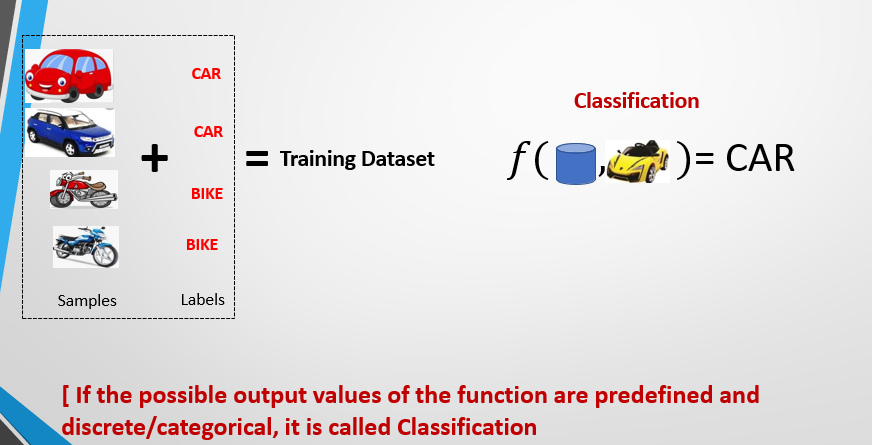 CAR
CAR
BIKE
BIKE
Samples
Labels
+
= Training Dataset
Classification
f( , )= CAR
[ If the possible output values of the function are predefined and
discrete/categorical, it is called Classification